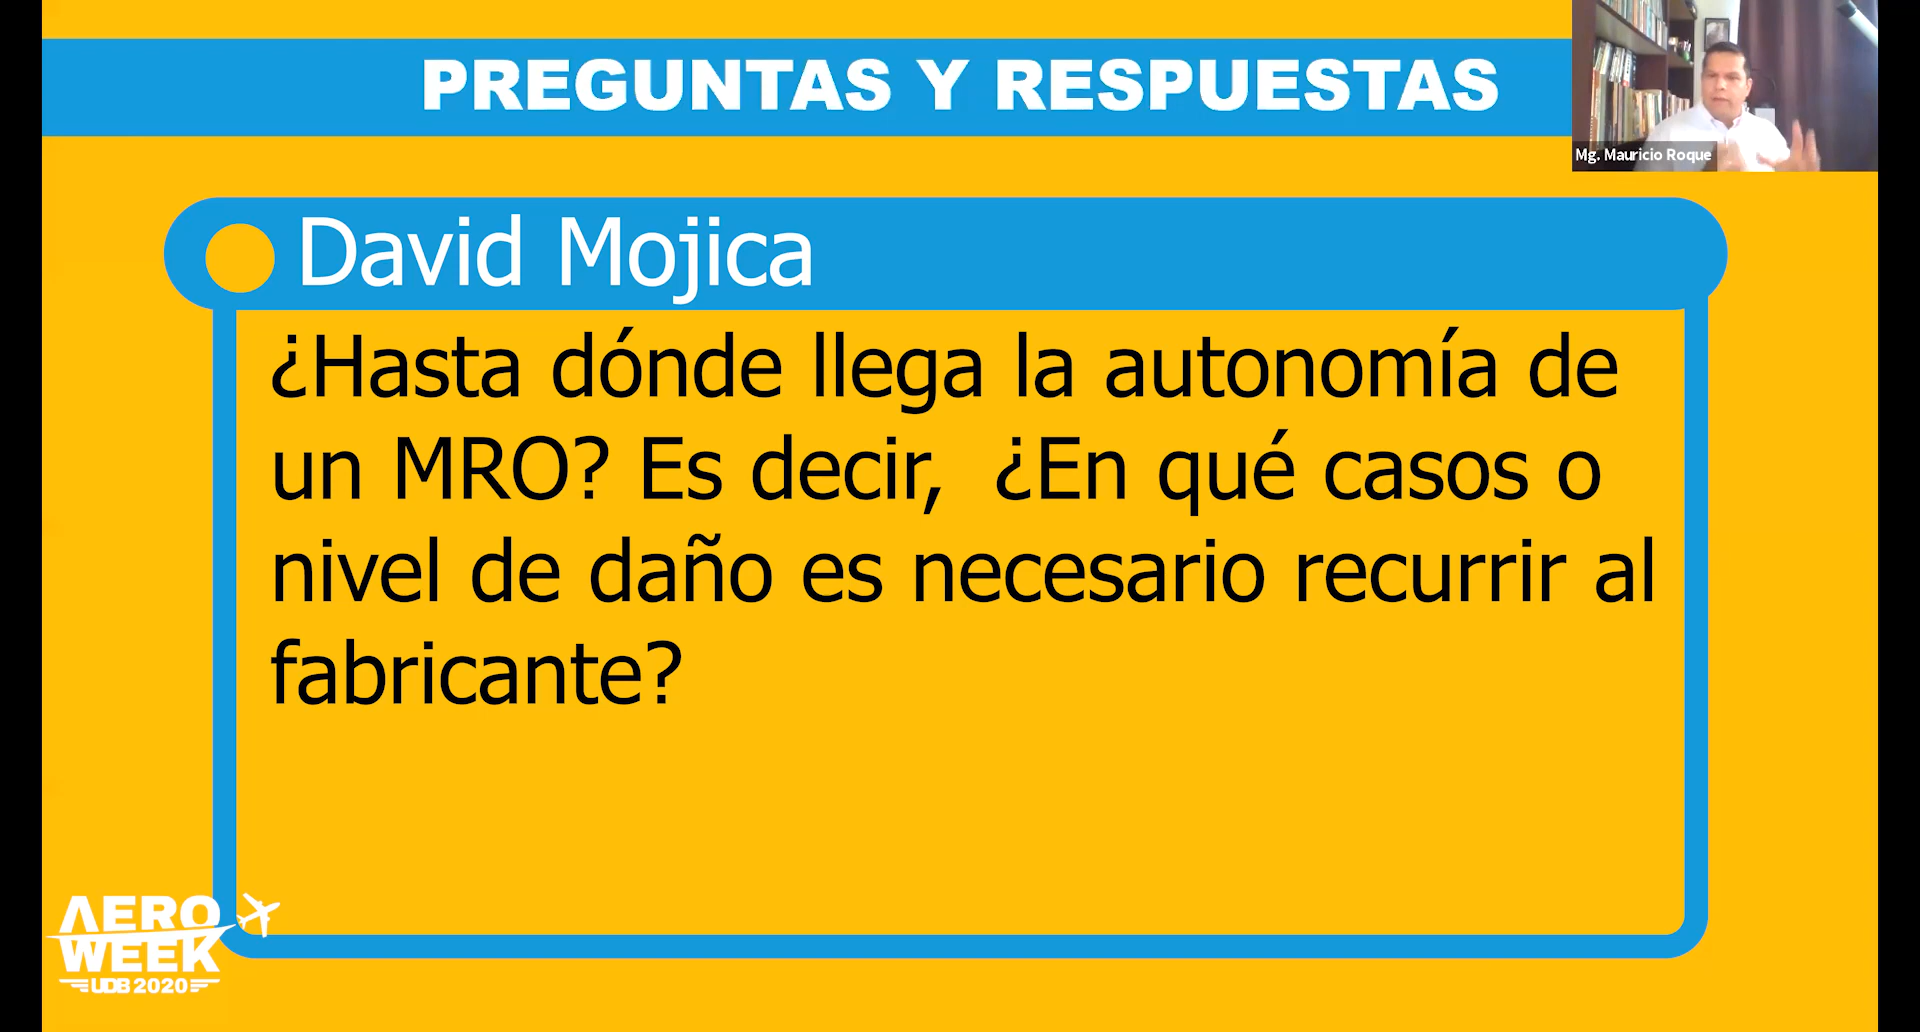 PREGUNTAS Y RESPUESTAS
Mg. Mauricio Roque
David Mojica
¿Hasta dónde llega la autonomía de
un MRO? Es decir, ¿En qué casos o
nivel de daño es necesario recurrir al
fabricante?
AERO
WEEK
UDB 2020